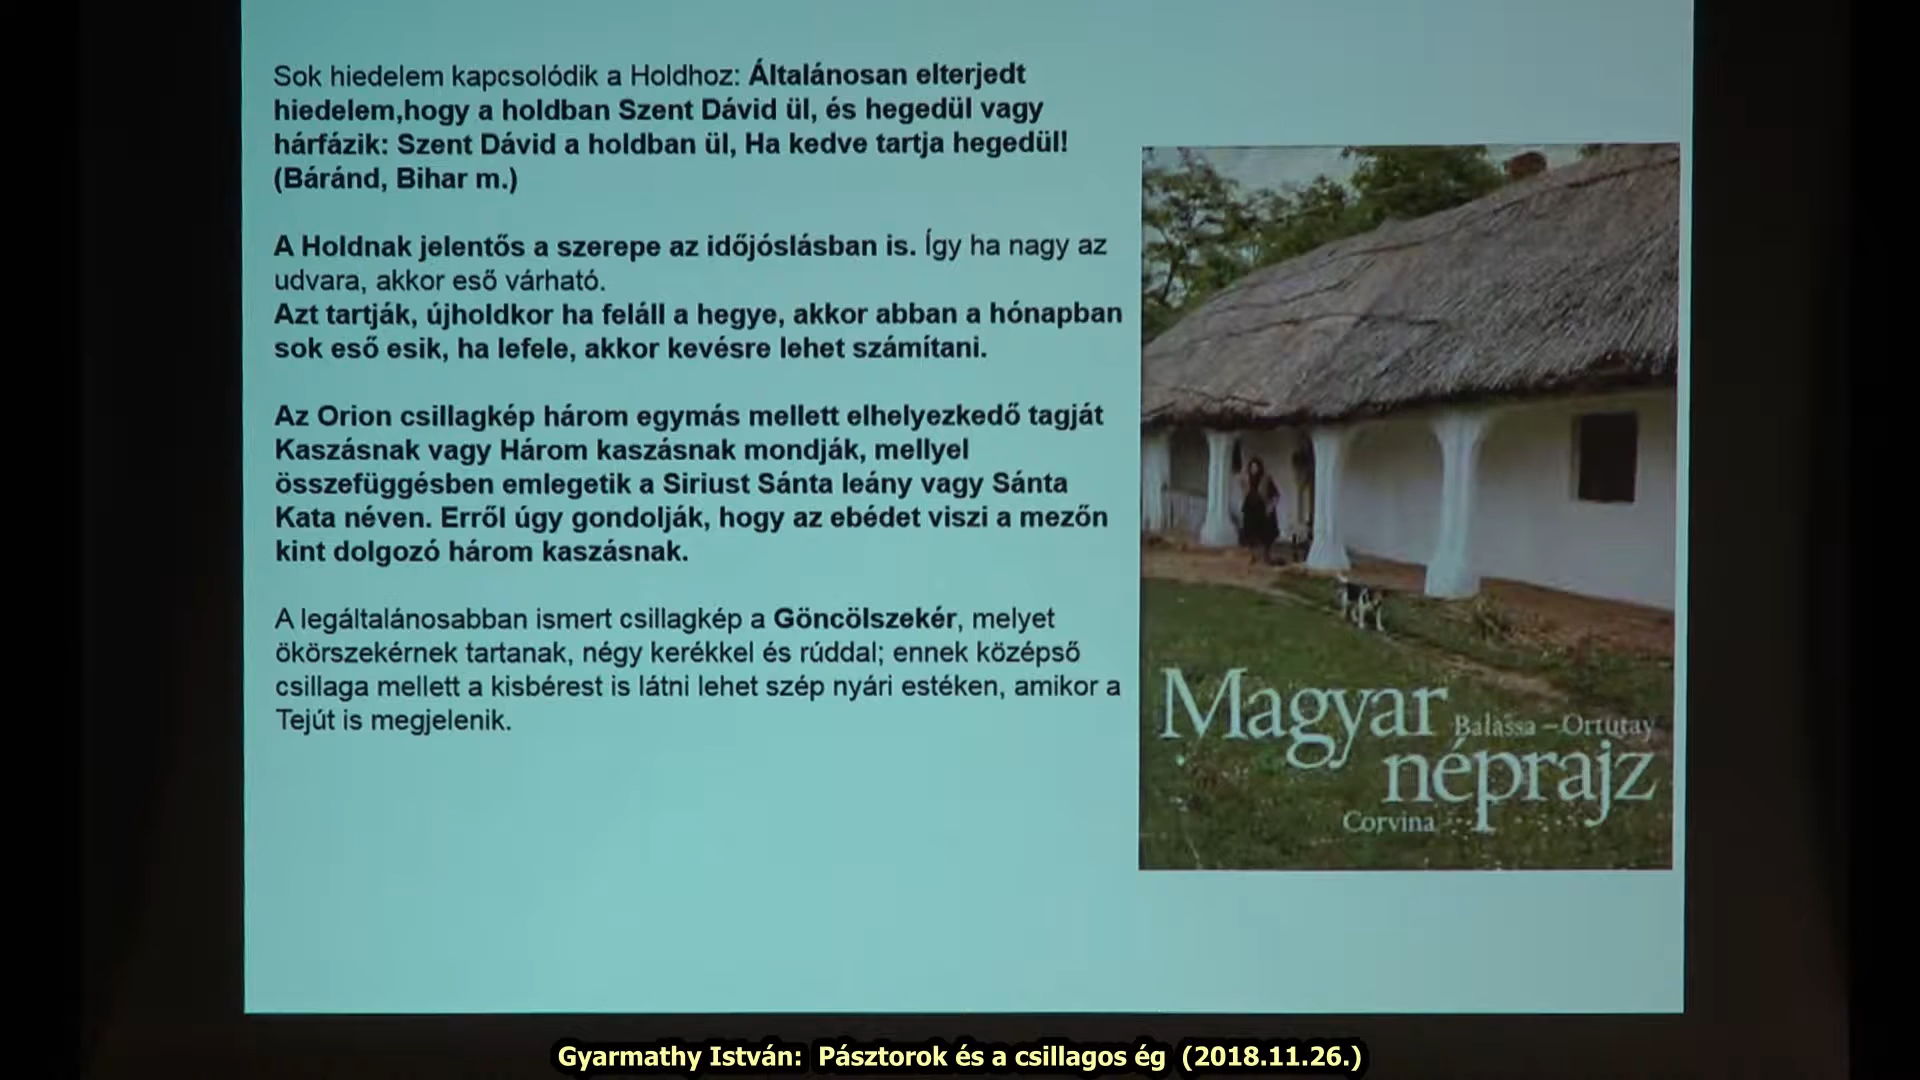 Sok hiedelem kapcsolódik a Holdhoz: Általánosan elterjedt
hiedelem,hogy a holdban Szent Dávid ül, és hegedül vagy
hárfázik: Szent Dávid a holdban ül, Ha kedve tartja hegedül!
(Báránd, Bihar m.)
A Holdnak jelentős a szerepe az időjóslásban is. Így ha nagy az
udvara, akkor eső várható.
Azt tartják, újholdkor ha feláll a hegye, akkor abban a hónapban
sok eső esik, ha lefele, akkor kevésre lehet számítani.
Az Orion csillagkép három egymás mellett elhelyezkedő tagját
Kaszásnak vagy Három kaszásnak mondják, mellyel
összefüggésben emlegetik a Siriust Sánta leány vagy Sánta
Kata néven. Erről úgy gondolják, hogy az ebédet viszi a mezőn
kint dolgozó három kaszásnak.
A legáltalánosabban ismert csillagkép a Göncölszekér, melyet
ökörszekérnek tartanak, négy kerékkel és rúddal; ennek középső
csillaga mellett a kisbérest is látni lehet szép nyári estéken, amikor a
Tejút is megjelenik.
Magyar
Balassa – Ortutay
néprajz
Corvina
Gyarmathy István: Pásztorok és a csillagos ég (2018.11.26.)